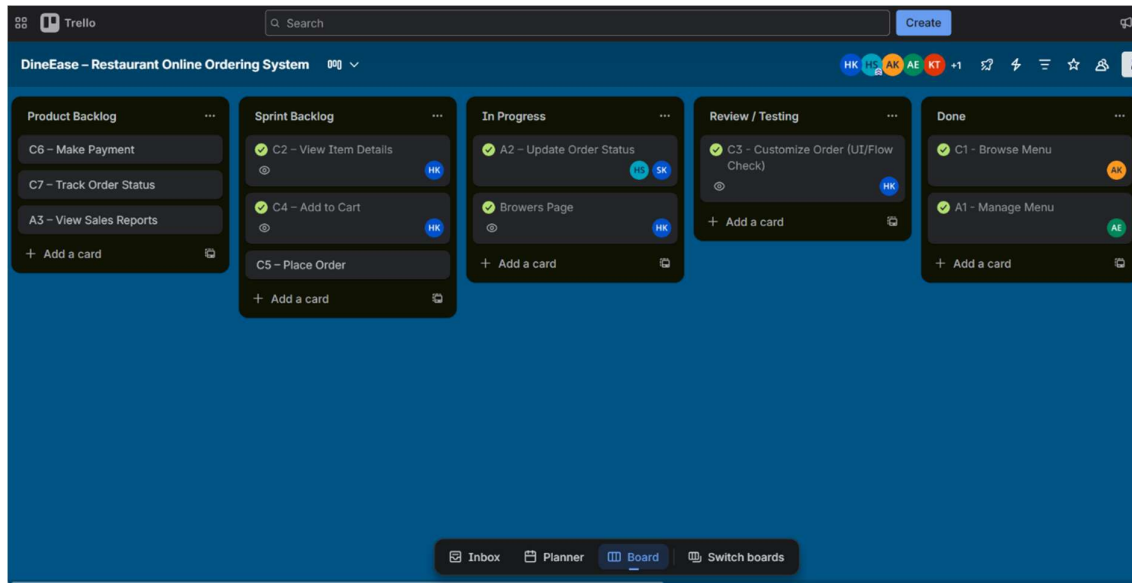 Trello
Search
Create
DineEase – Restaurant Online Ordering System
HK HS AK AE KT +1
Product Backlog
C6 – Make Payment
C7 – Track Order Status
A3 – View Sales Reports
+ Add a card
Sprint Backlog
C2 – View Item Details
HK
C4 – Add to Cart
HK
C5 – Place Order
+ Add a card
In Progress
A2 – Update Order Status
HS SK
Browers Page
HK
+ Add a card
Review / Testing
C3 - Customize Order (UI/Flow
Check)
HK
+ Add a card
Done
C1 - Browse Menu
AK
A1 - Manage Menu
AE
+ Add a card
Inbox Planner Board Switch boards